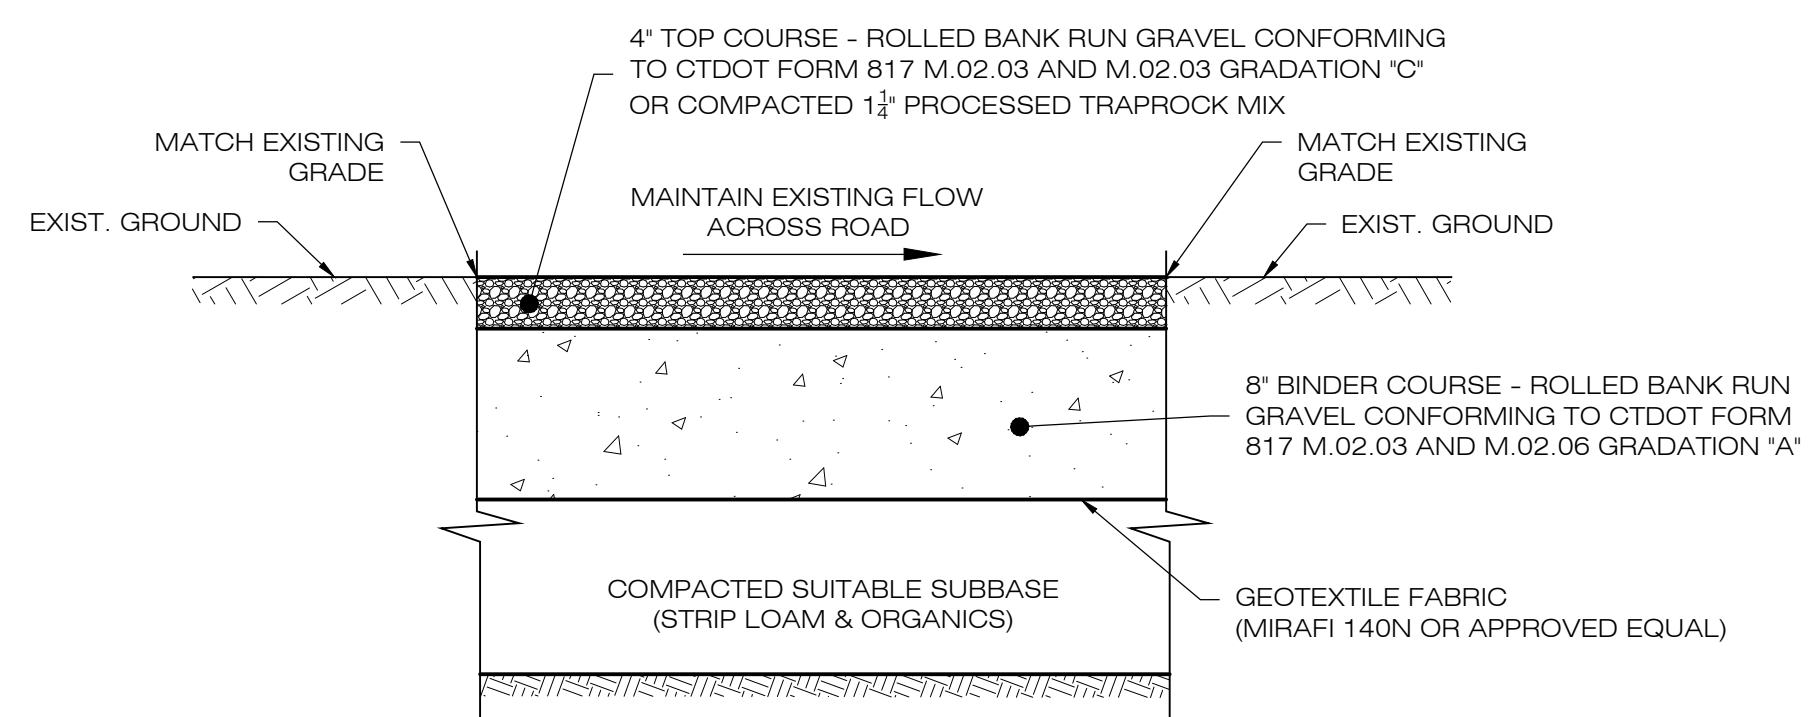 4" TOP COURSE - ROLLED BANK RUN GRAVEL CONFORMING
TO CTDOT FORM 817 M.02.03 AND M.02.03 GRADATION "C"
OR COMPACTED 1 1/4" PROCESSED TRAPROCK MIX
MATCH EXISTING
GRADE
MATCH EXISTING
GRADE
MAINTAIN EXISTING FLOW
ACROSS ROAD
EXIST. GROUND
EXIST. GROUND
8" BINDER COURSE - ROLLED BANK RUN
GRAVEL CONFORMING TO CTDOT FORM
817 M.02.03 AND M.02.06 GRADATION "A"
COMPACTED SUITABLE SUBBASE
(STRIP LOAM & ORGANICS)
GEOTEXTILE FABRIC
(MIRAFI 140N OR APPROVED EQUAL)